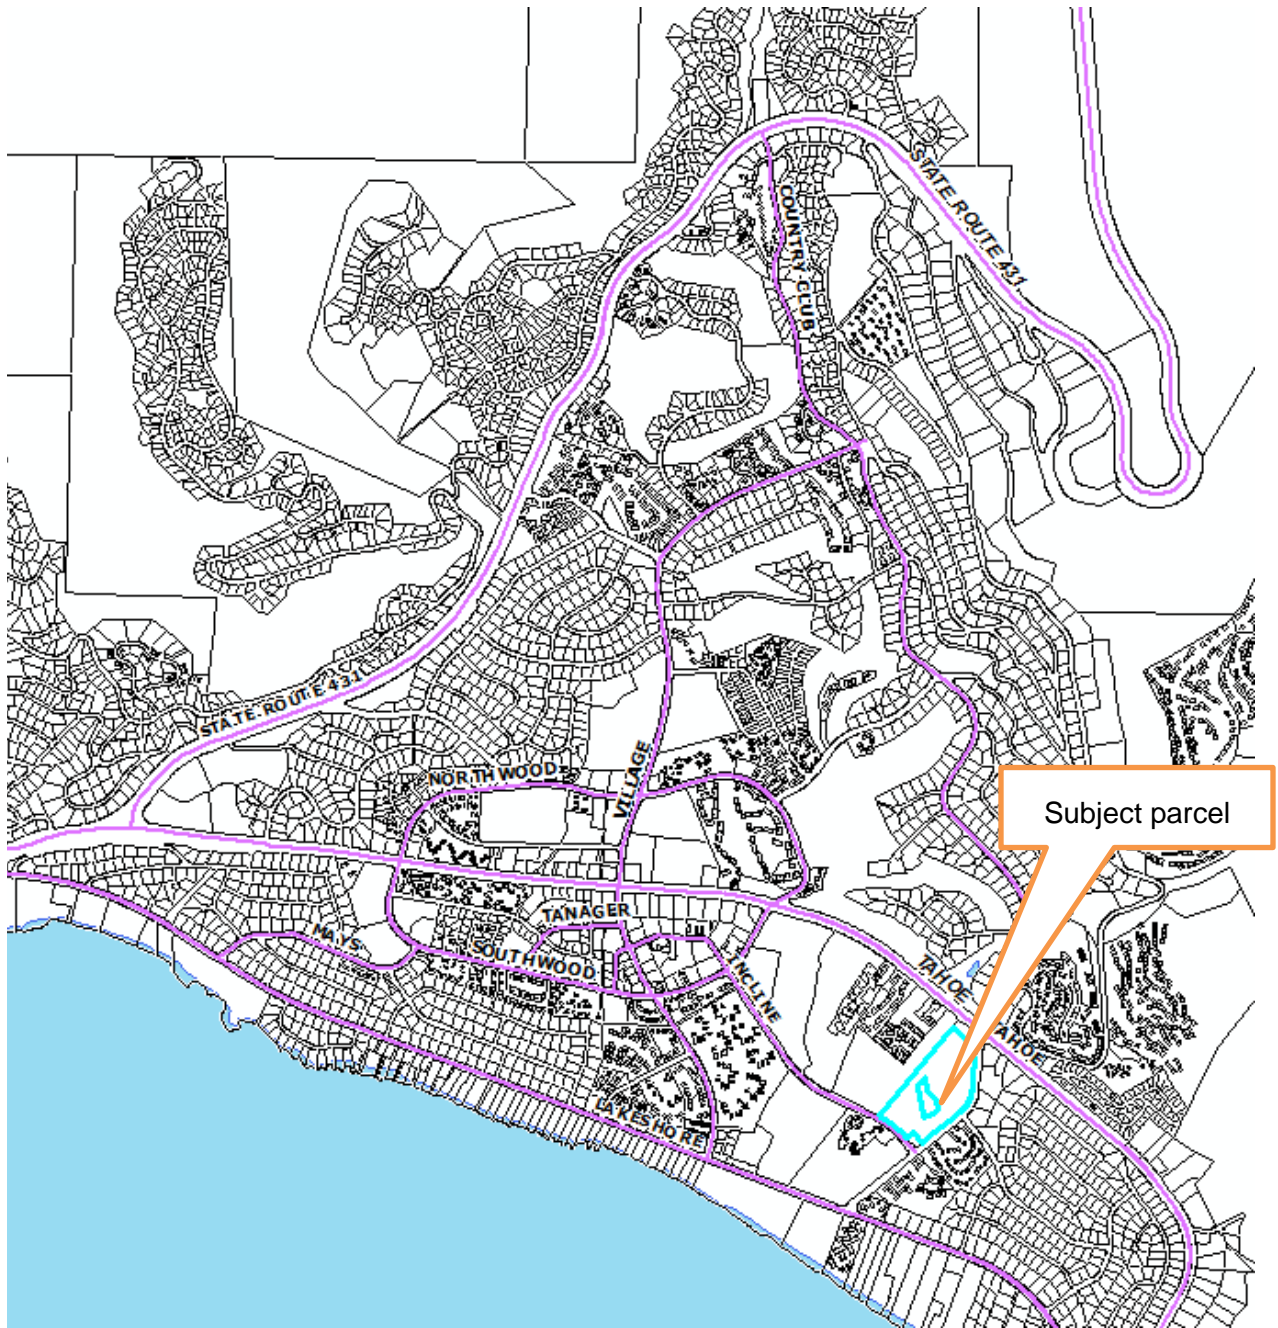 STATE ROUTE 431
COUNTRY CLUB
STATE ROUTE 431
NORTHWOOD
VILLAGE
Subject parcel
TANAGER
MAYS
SOUTHWOOD
INCLINE
TAHOE
TAHOE
LAKESHORE